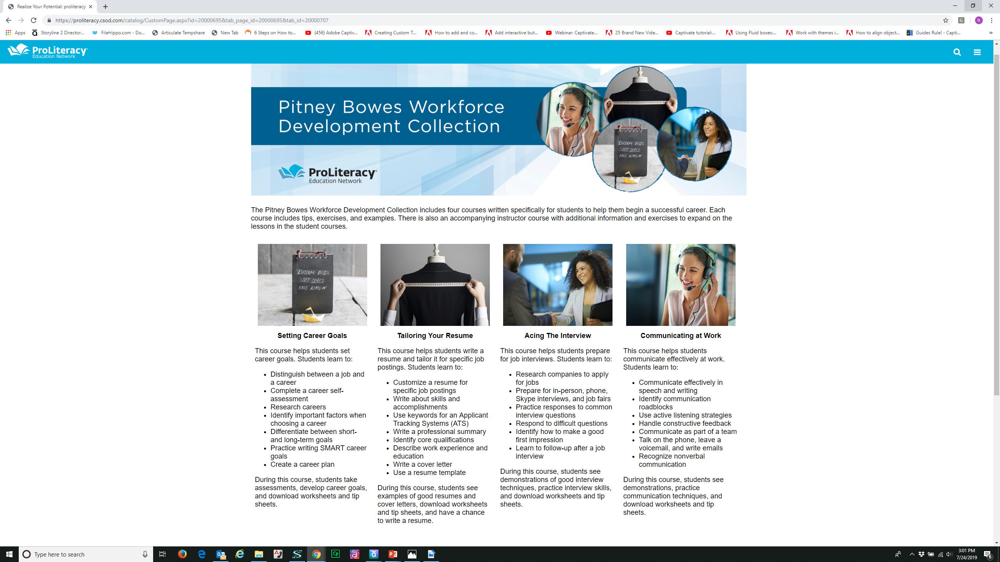 Realize Your Potential: proliteracy
https://proliteracy.csod.com/catalog/CustomPage.aspx?id=20000695&tab_page_id=20000695&tab_id=20000707
R
Apps
Storyline 2 Director...
FileHippo.com - Do...
Articulate Tempshare
New Tab
6 Steps on How to...
(456) Adobe Captiv...
Creating Custom T...
How to add and co...
Add interactive but...
Webinar: Captivate...
25 Brand New Vide...
Captivate tutorial:...
Using Fluid boxes:...
Work with themes i...
How to align object...
Guides Rule! - Capti...
ProLiteracy
Education Network
Pitney Bowes Workforce
Development Collection
DREAM BIG
SET GOALS
TAKE ACTION
ProLiteracy
Education Network
The Pitney Bowes Workforce Development Collection includes four courses written specifically for students to help them begin a successful career. Each
course includes tips, exercises, and examples. There is also an accompanying instructor course with additional information and exercises to expand on the
lessons in the student courses.
DREAM BIG
SET GOALS
TAKE ACTION
Setting Career Goals
This course helps students set
career goals. Students learn to:
• Distinguish between a job and
a career
• Complete a career self-
assessment
• Research careers
• Identify important factors when
choosing a career
• Differentiate between short-
and long-term goals
• Practice writing SMART career
goals
• Create a career plan
During this course, students take
assessments, develop career goals,
and download worksheets and tip
sheets.
Tailoring Your Resume
This course helps students write a
resume and tailor it for specific job
postings. Students learn to:
• Customize a resume for
specific job postings
• Write about skills and
accomplishments
• Use keywords for an Applicant
Tracking Systems (ATS)
• Write a professional summary
• Identify core qualifications
• Describe work experience and
education
• Write a cover letter
• Use a resume template
During this course, students see
examples of good resumes and
cover letters, download worksheets
and tip sheets, and have a chance
to write a resume.
Acing The Interview
This course helps students prepare
for job interviews. Students learn to:
• Research companies to apply
for jobs
• Prepare for in-person, phone,
Skype interviews, and job fairs
• Practice responses to common
interview questions
• Respond to difficult questions
• Identify how to make a good
first impression
• Learn to follow-up after a job
interview
During this course, students see
demonstrations of good interview
techniques, practice interview skills,
and download worksheets and tip
sheets.
Communicating at Work
This course helps students
communicate effectively at work.
Students learn to:
• Communicate effectively in
speech and writing
• Identify communication
roadblocks
• Use active listening strategies
• Handle constructive feedback
• Communicate as part of a team
• Talk on the phone, leave a
voicemail, and write emails
• Recognize nonverbal
communication
During this course, students see
demonstrations, practice
communication techniques, and
download worksheets and tip
sheets.
Type here to search
Cp
3:01 PM
7/24/2019
6